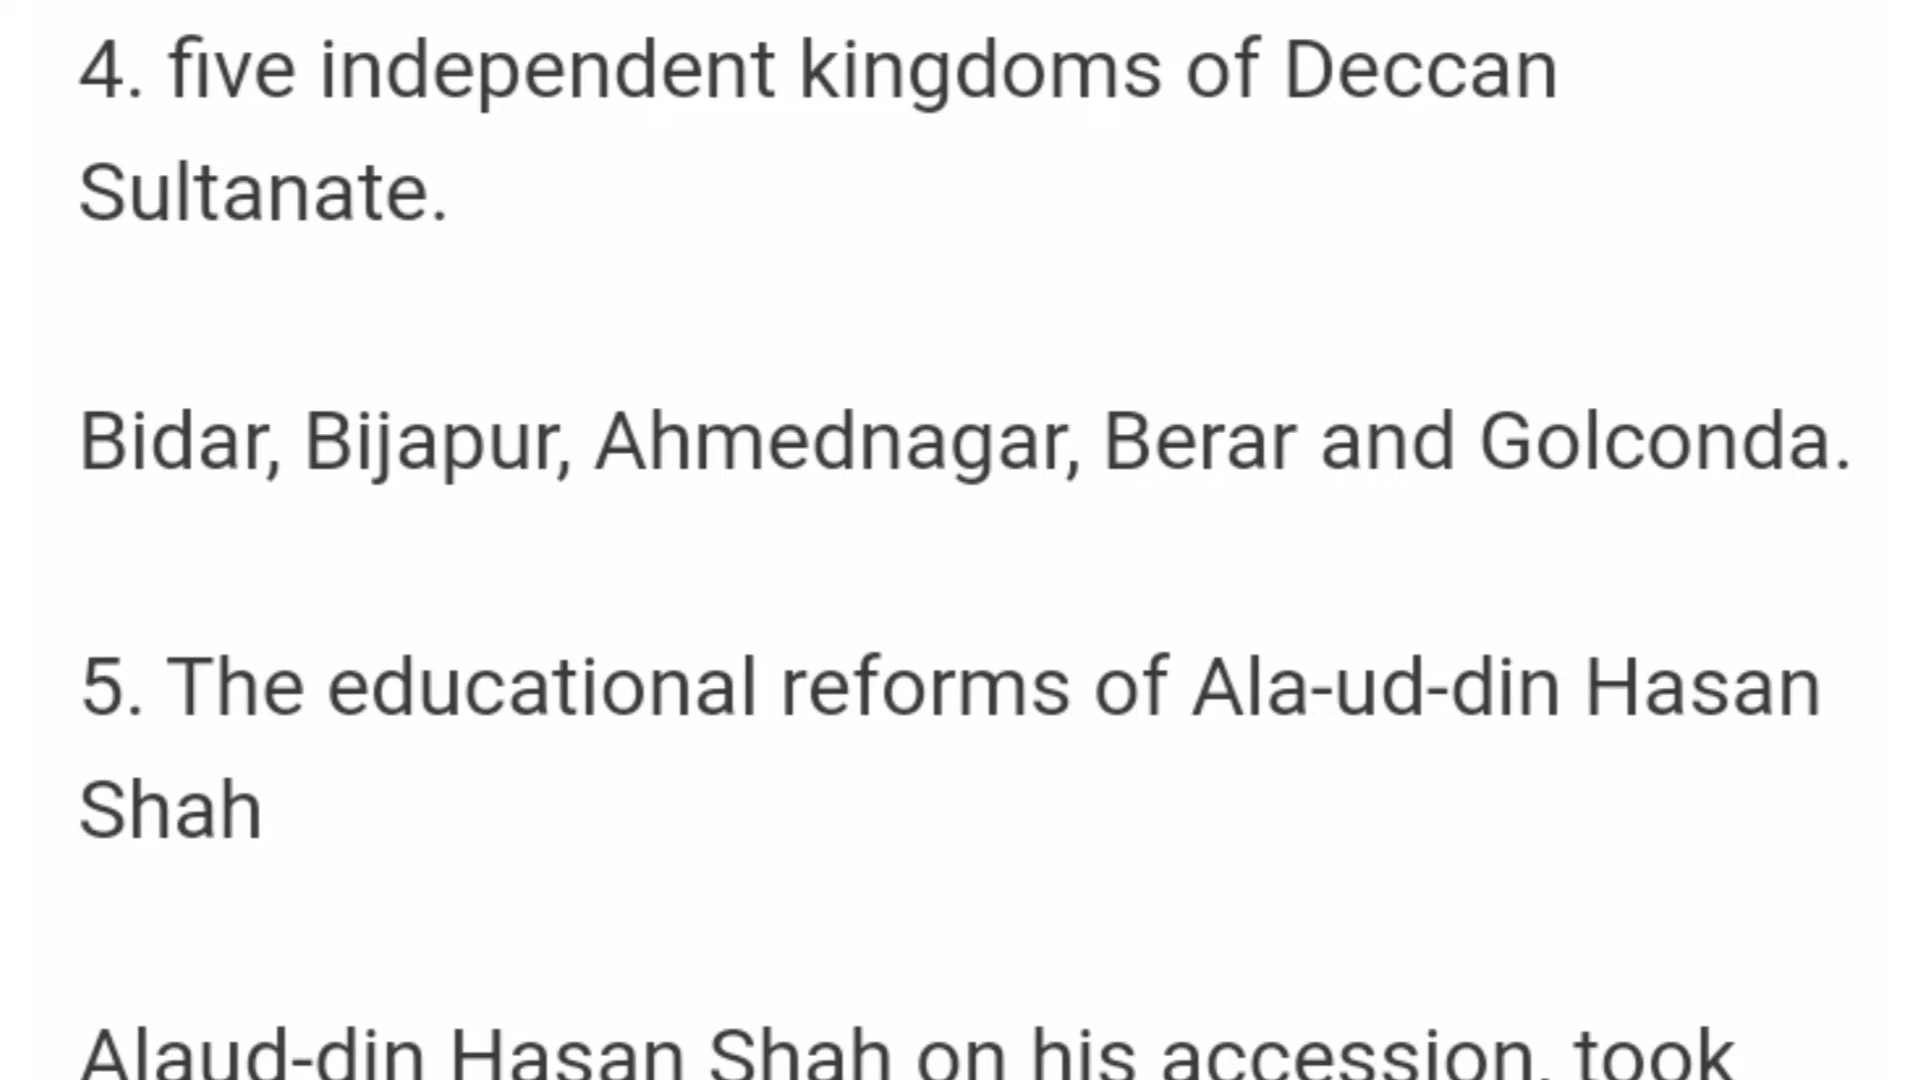 4. five independent kingdoms of Deccan
Sultanate.
Bidar, Bijapur, Ahmednagar, Berar and Golconda.
5. The educational reforms of Ala-ud-din Hasan
Shah
Alaud-din Hasan Shah on his accession, took